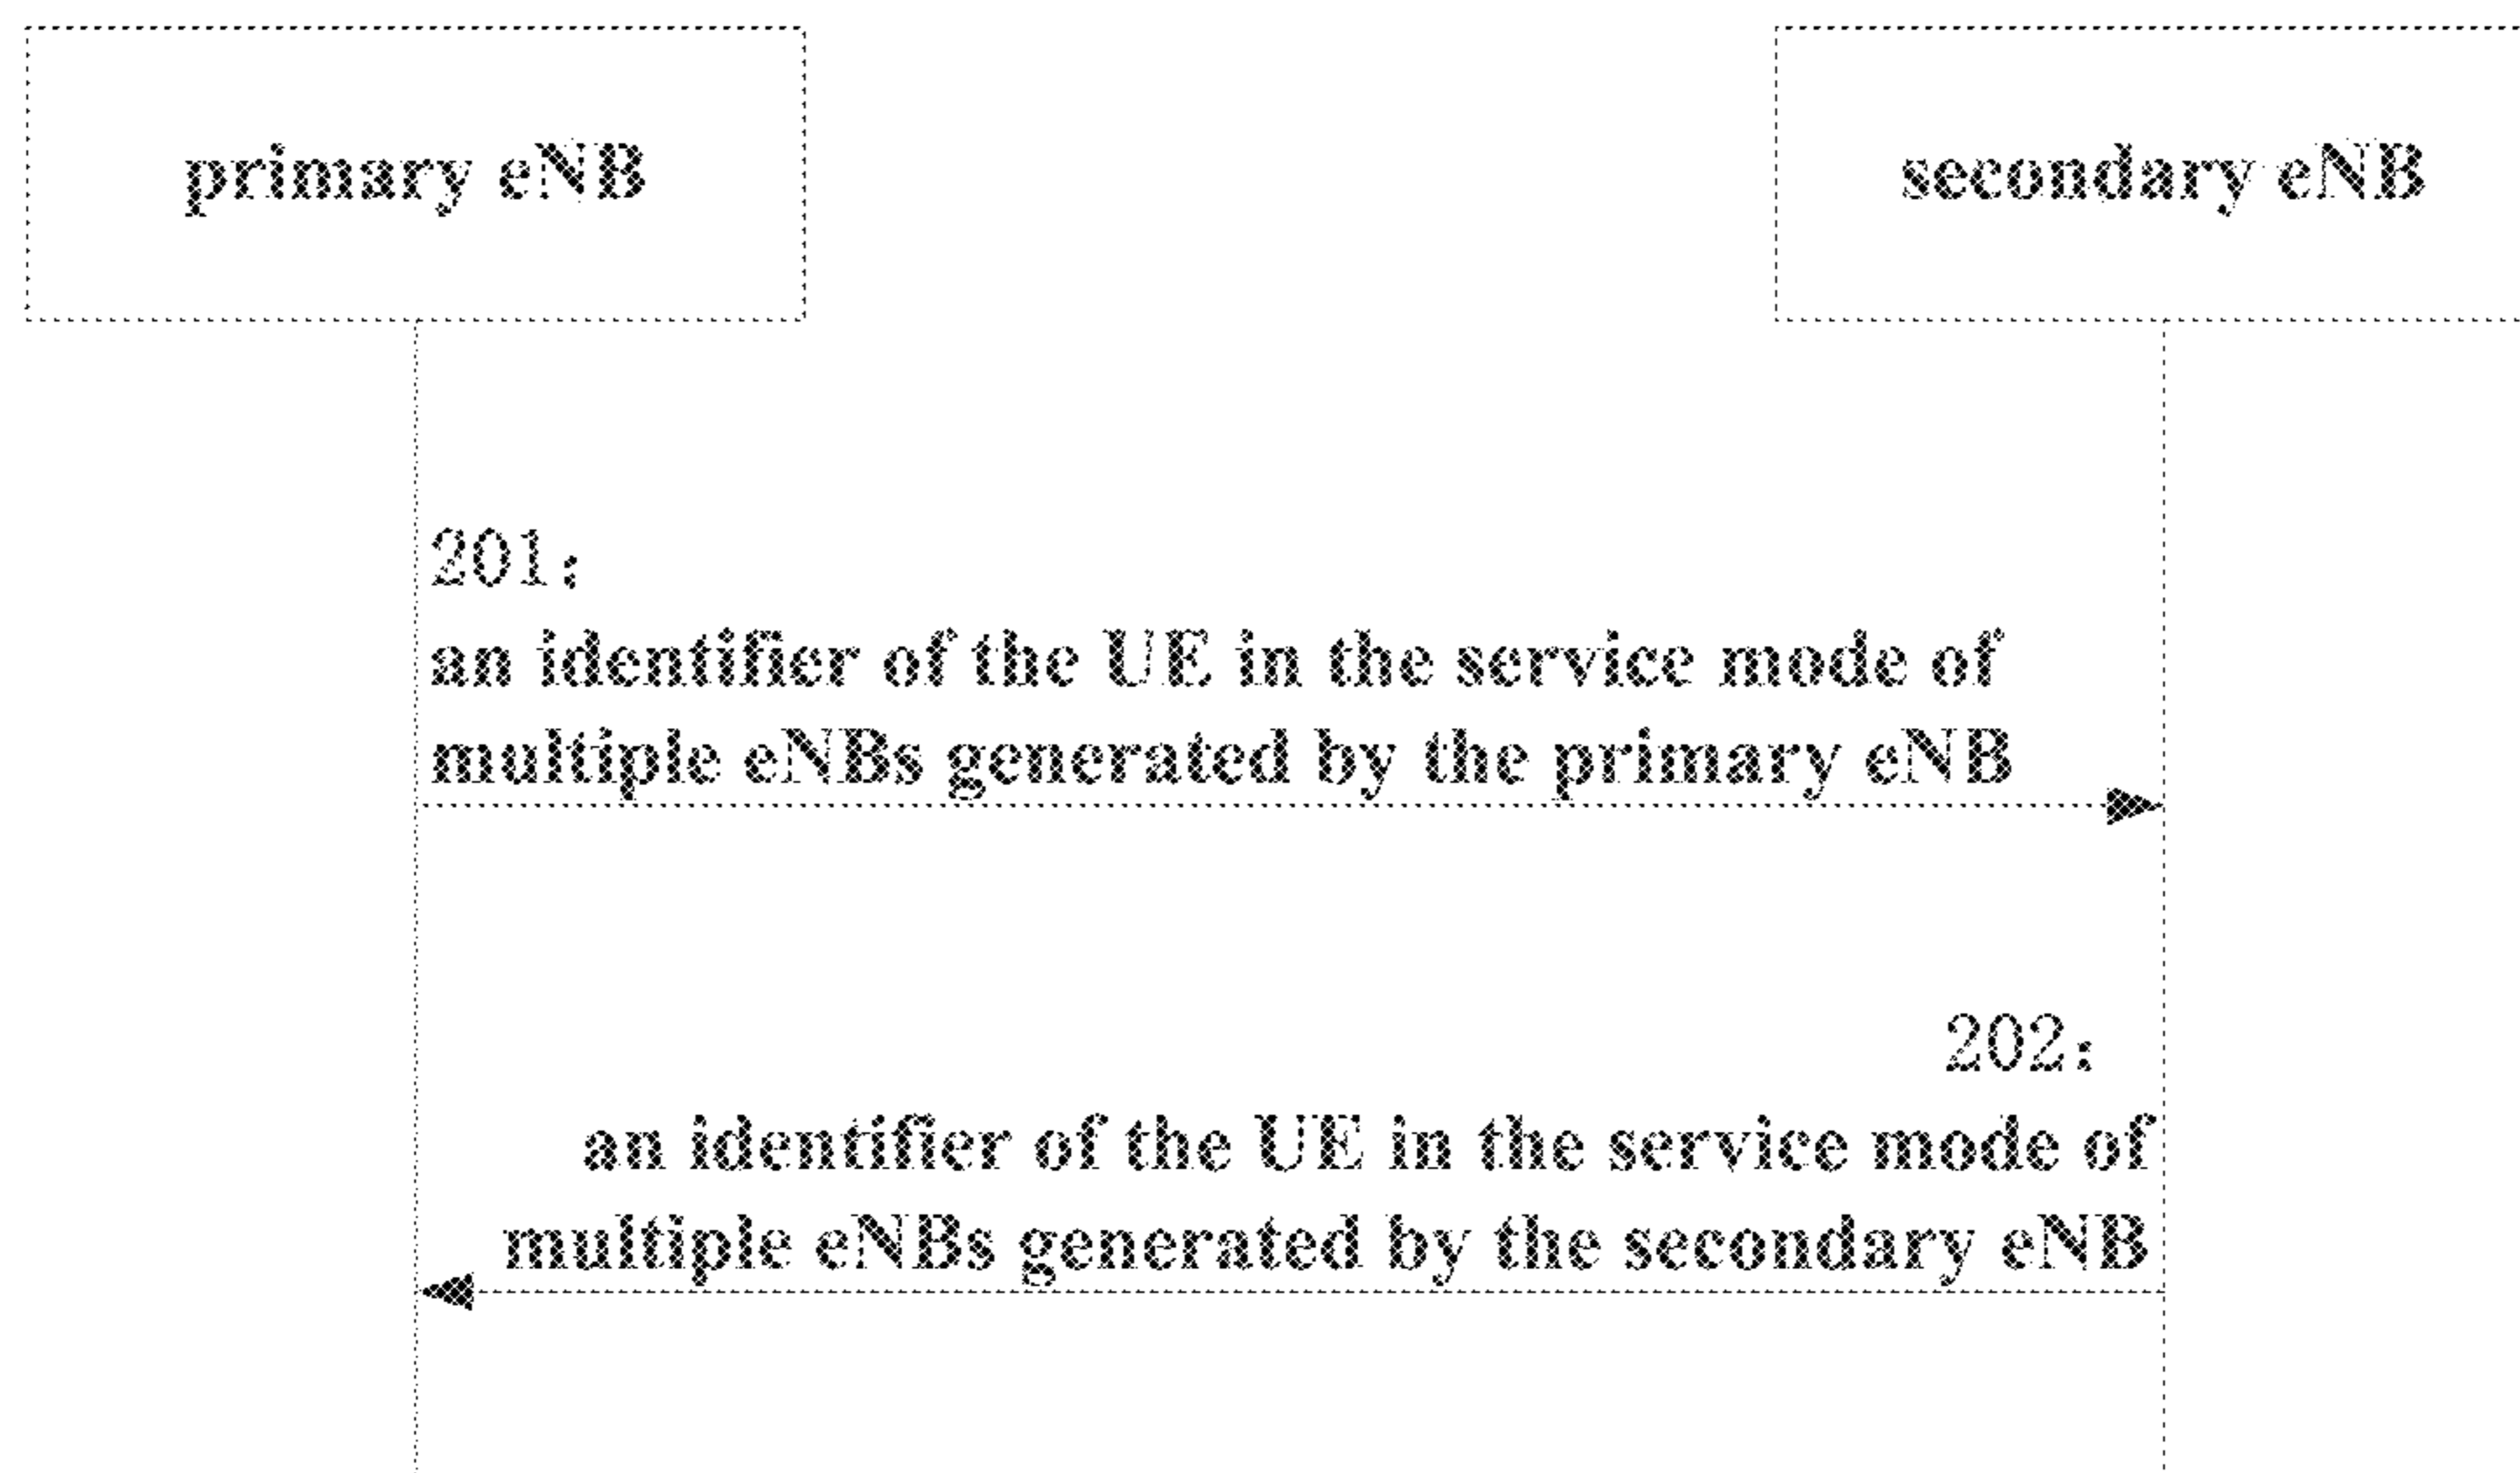 primary eNB
secondary eNB
201:
an identifier of the UE in the service mode of
multiple eNBs generated by the primary eNB
202:
an identifier of the UE in the service mode of
multiple eNBs generated by the secondary eNB